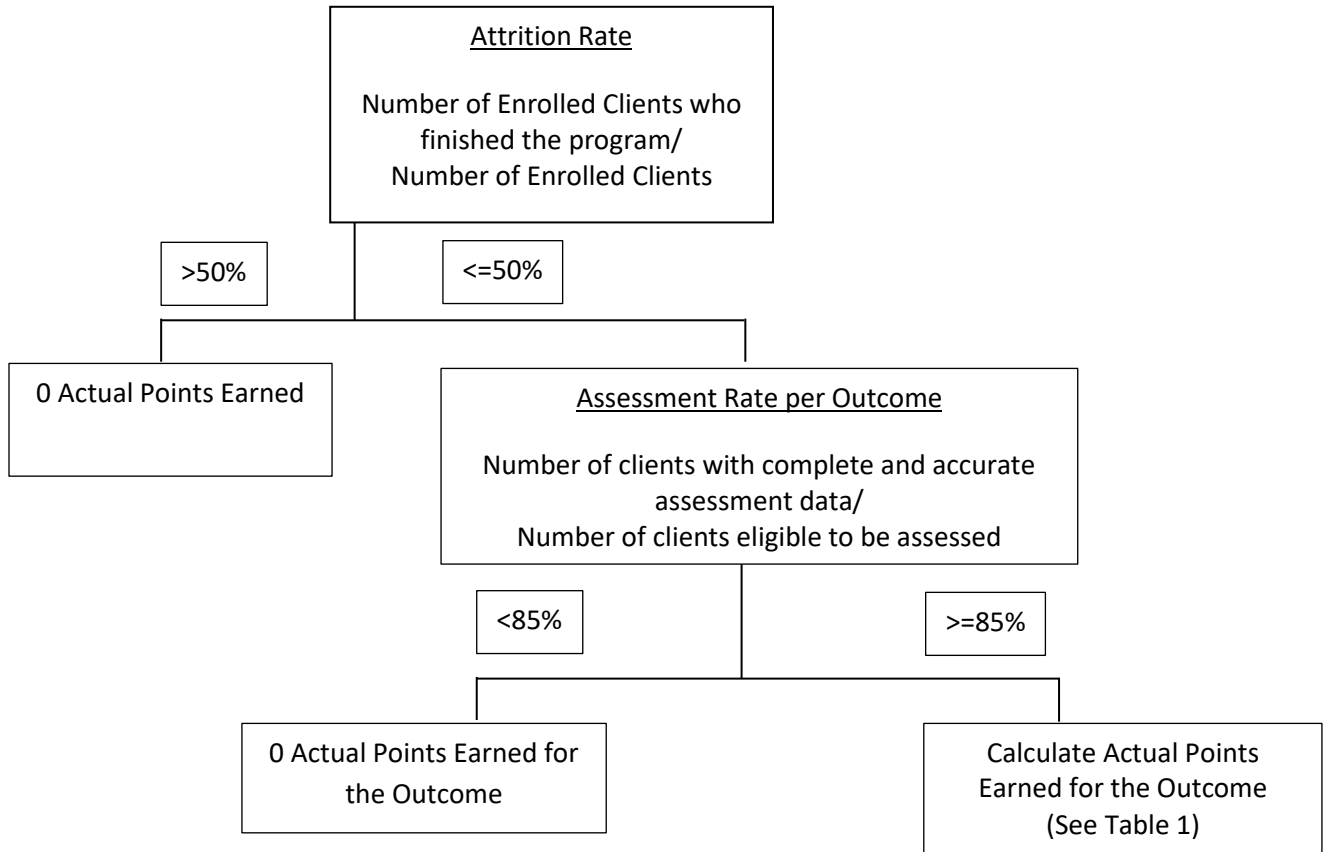 Attrition Rate
Number of Enrolled Clients who
finished the program/
Number of Enrolled Clients
>50%
<=50%
0 Actual Points Earned
Assessment Rate per Outcome
Number of clients with complete and accurate
assessment data/
Number of clients eligible to be assessed
<85%
>=85%
0 Actual Points Earned for
the Outcome
Calculate Actual Points
Earned for the Outcome
(See Table 1)